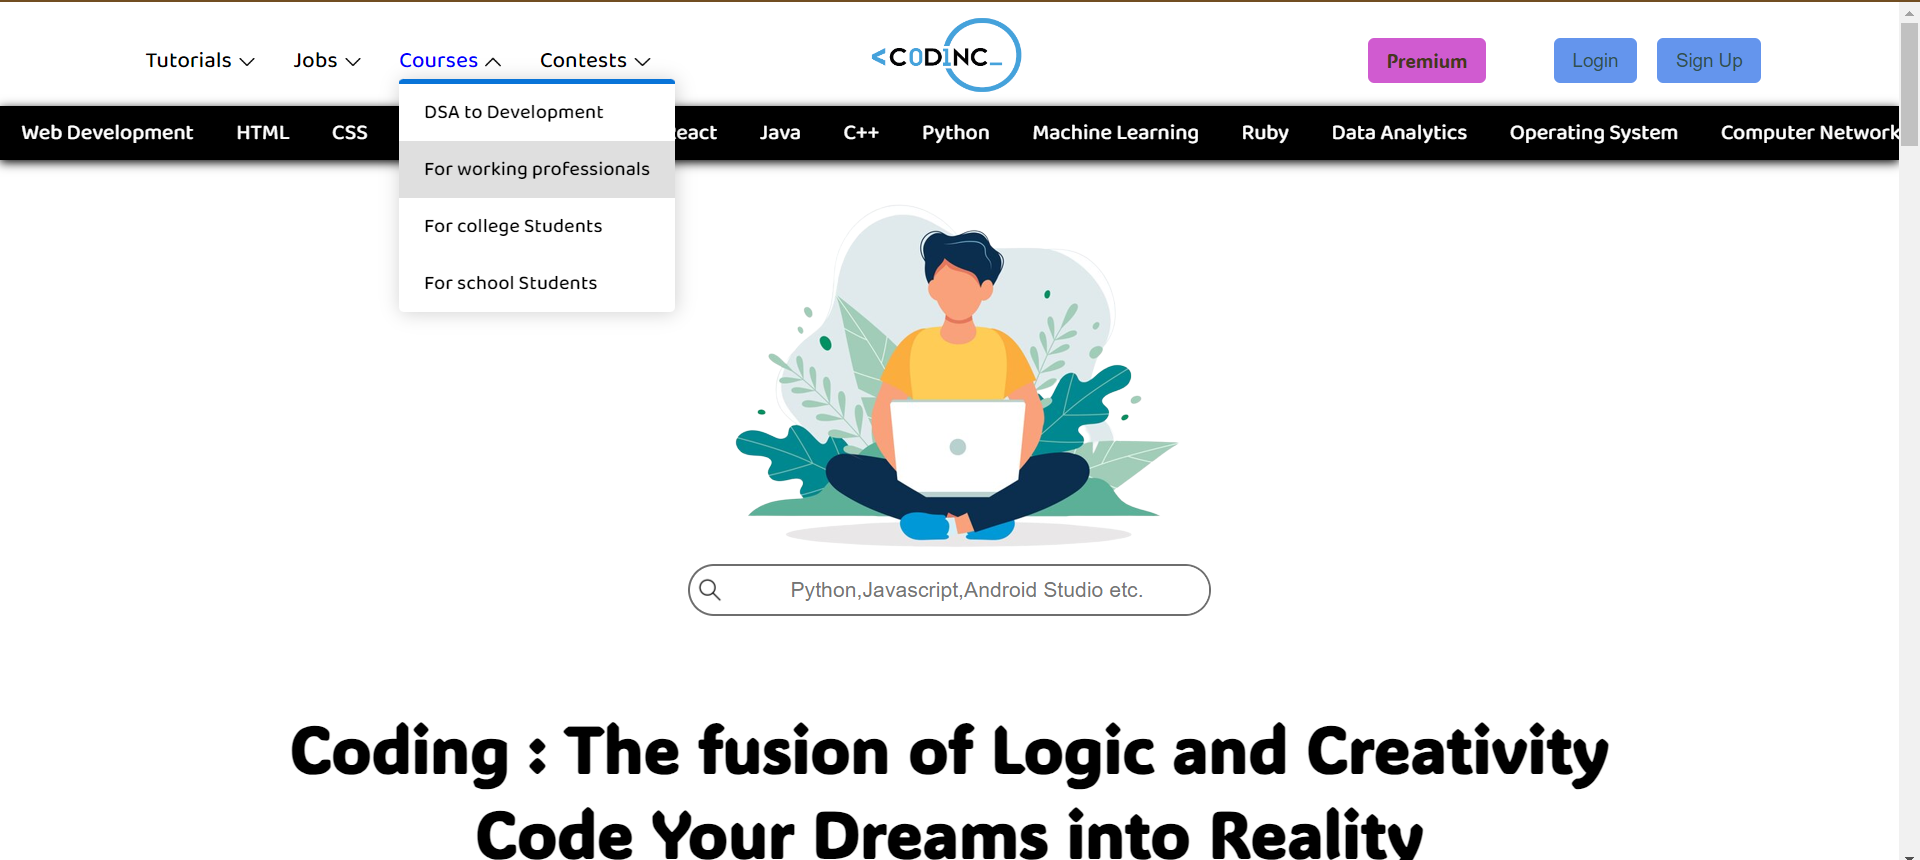 Tutorials Jobs Courses Contests
<C0D1NC_
Premium Login Sign Up
Web Development HTML CSS eact Java C++ Python Machine Learning Ruby Data Analytics Operating System Computer Network
DSA to Development
For working professionals
For college Students
For school Students
Python,Javascript,Android Studio etc.
Coding : The fusion of Logic and Creativity
Code Your Dreams into Reality